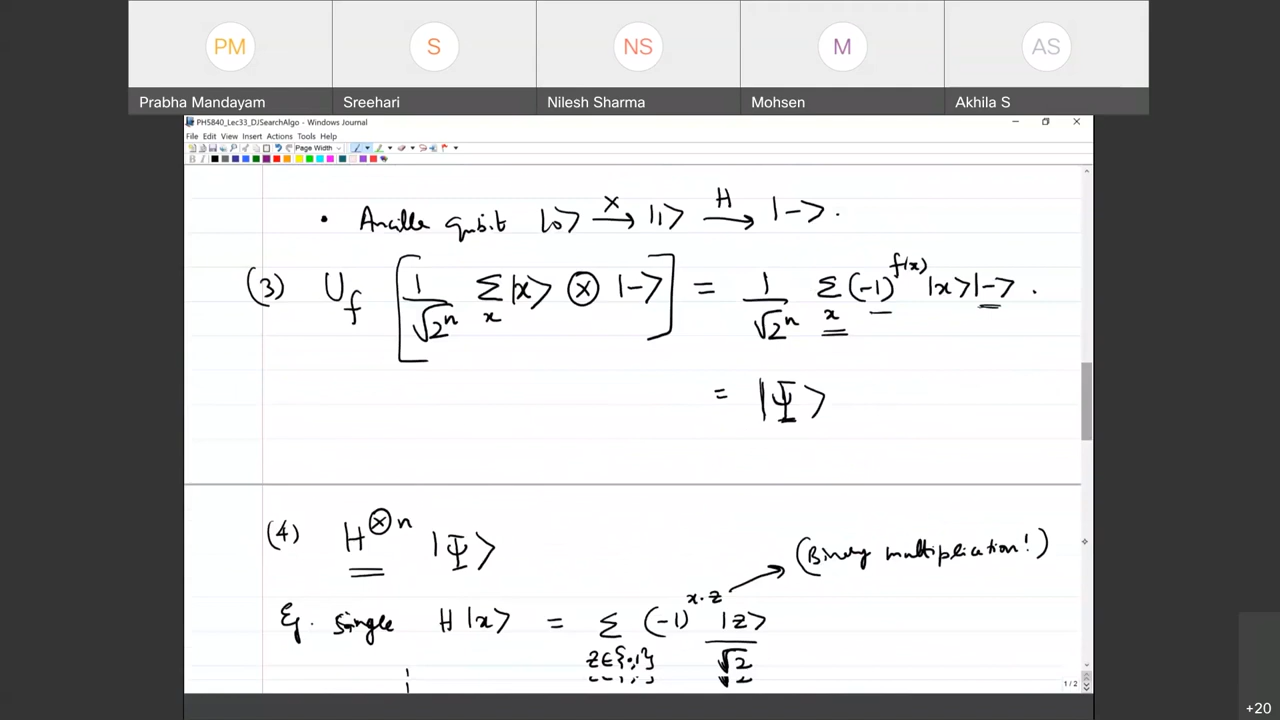 PM S NS M AS
Prabha Mandayam Sreehari Nilesh Sharma Mohsen Akhila S
PH5840_Lec33_DJSearchAlgo - Windows Journal
File Edit View Insert Actions Tools Help
Page Width
B I
• Ancilla qubit |0> X→ |1> H→ |->.
(3) U_f [1/√2^n Σ_x |x> ⊗ |->] = 1/√2^n Σ_x (-1)^f(x) |x>|->.
= |Ψ>
(4) H^⊗n |Ψ>
(Binary multiplication!)
Eg. Single H|x> = Σ_z∈{0,1} (-1)^x·z |z>/√2
1 / 2
+20